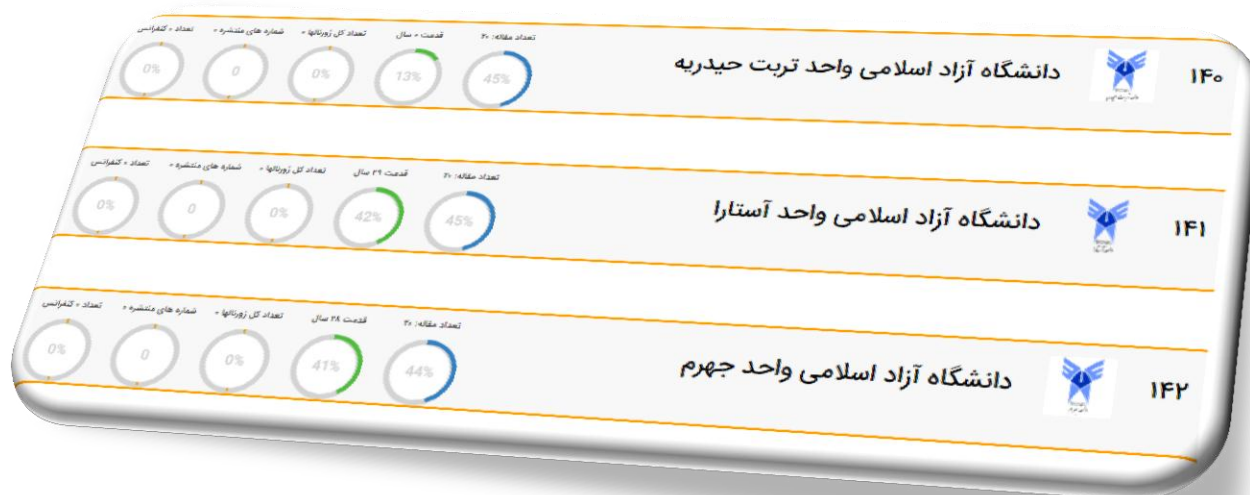 ۱۴۰
دانشگاه آزاد اسلامی واحد تربت حیدریه
تعداد مقاله: ۲۰
45%
قدمت ۰ سال
13%
تعداد کل ژورنالها ۰
0%
شماره های منتشره ۰
0
تعداد ۰ کنفرانس
0%
۱۴۱
دانشگاه آزاد اسلامی واحد آستارا
تعداد مقاله: ۲۰
45%
قدمت ۲۹ سال
42%
تعداد کل ژورنالها ۰
0%
شماره های منتشره ۰
0
تعداد ۰ کنفرانس
0%
۱۴۲
دانشگاه آزاد اسلامی واحد جهرم
تعداد مقاله: ۲۰
44%
قدمت ۲۸ سال
41%
تعداد کل ژورنالها ۰
0%
شماره های منتشره ۰
0
تعداد ۰ کنفرانس
0%